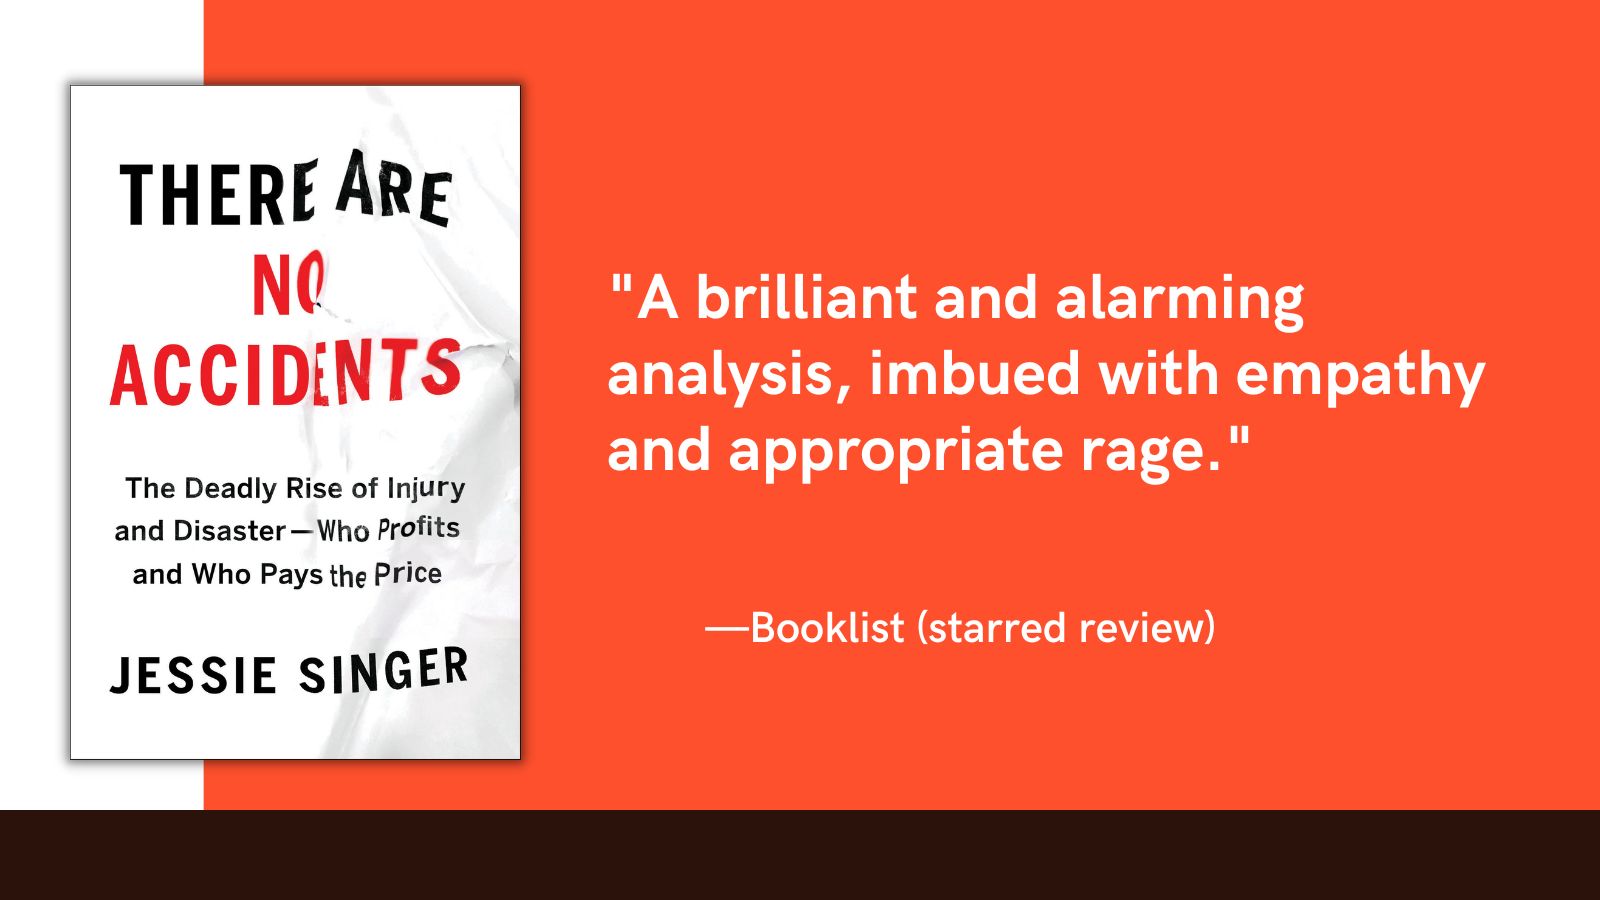 THERE ARE
NO
ACCIDENTS
The Deadly Rise of Injury
and Disaster—Who Profits
and Who Pays the Price
JESSIE SINGER
"A brilliant and alarming
analysis, imbued with empathy
and appropriate rage."
—Booklist (starred review)